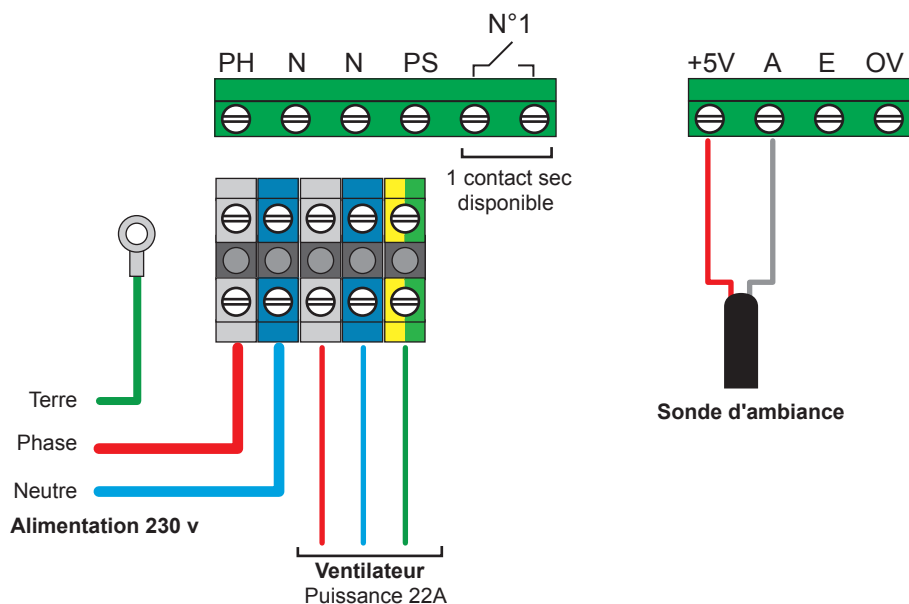 N°1
PH N N PS
+5V A E OV
1 contact sec
disponible
Terre
Phase
Neutre
Alimentation 230 v
Ventilateur
Puissance 22A
Sonde d'ambiance